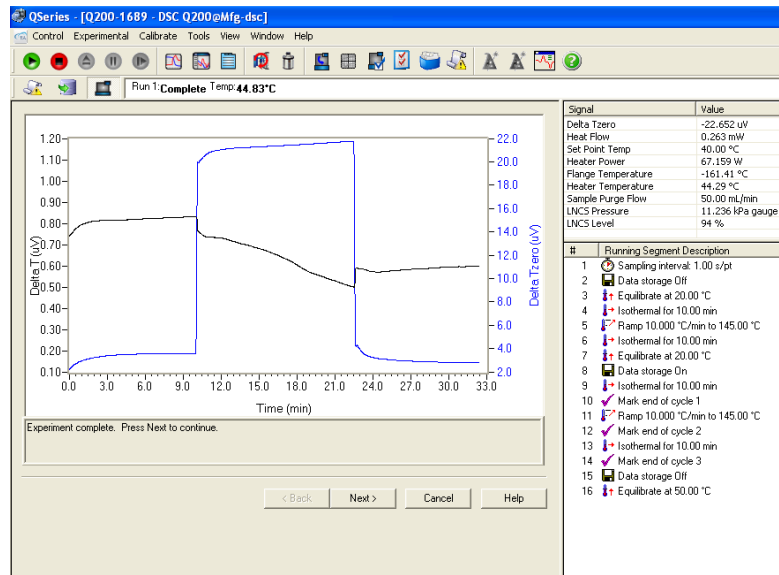 QSeries - [Q200-1689 - DSC Q200@Mfg-dsc]
Control Experimental Calibrate Tools View Window Help
Run 1:Complete Temp:44.83°C
1.20
1.10
1.00
0.90
0.80
0.70
0.60
0.50
0.40
0.30
0.20
0.10
Delta T (uV)
22.0
20.0
18.0
16.0
14.0
12.0
10.0
8.0
6.0
4.0
2.0
Delta Tzero (uV)
0.0 3.0 6.0 9.0 12.0 15.0 18.0 21.0 24.0 27.0 30.0 33.0
Time (min)
Experiment complete. Press Next to continue.
< Back Next > Cancel Help
Signal Value
Delta Tzero -22.652 uV
Heat Flow 0.263 mW
Set Point Temp 40.00 °C
Heater Power 67.159 W
Flange Temperature -161.41 °C
Heater Temperature 44.29 °C
Sample Purge Flow 50.00 mL/min
LNCS Pressure 11.236 kPa gauge
LNCS Level 94 %
# Running Segment Description
1 Sampling interval: 1.00 s/pt
2 Data storage Off
3 Equilibrate at 20.00 °C
4 Isothermal for 10.00 min
5 Ramp 10.000 °C/min to 145.00 °C
6 Isothermal for 10.00 min
7 Equilibrate at 20.00 °C
8 Data storage On
9 Isothermal for 10.00 min
10 Mark end of cycle 1
11 Ramp 10.000 °C/min to 145.00 °C
12 Mark end of cycle 2
13 Isothermal for 10.00 min
14 Mark end of cycle 3
15 Data storage Off
16 Equilibrate at 50.00 °C